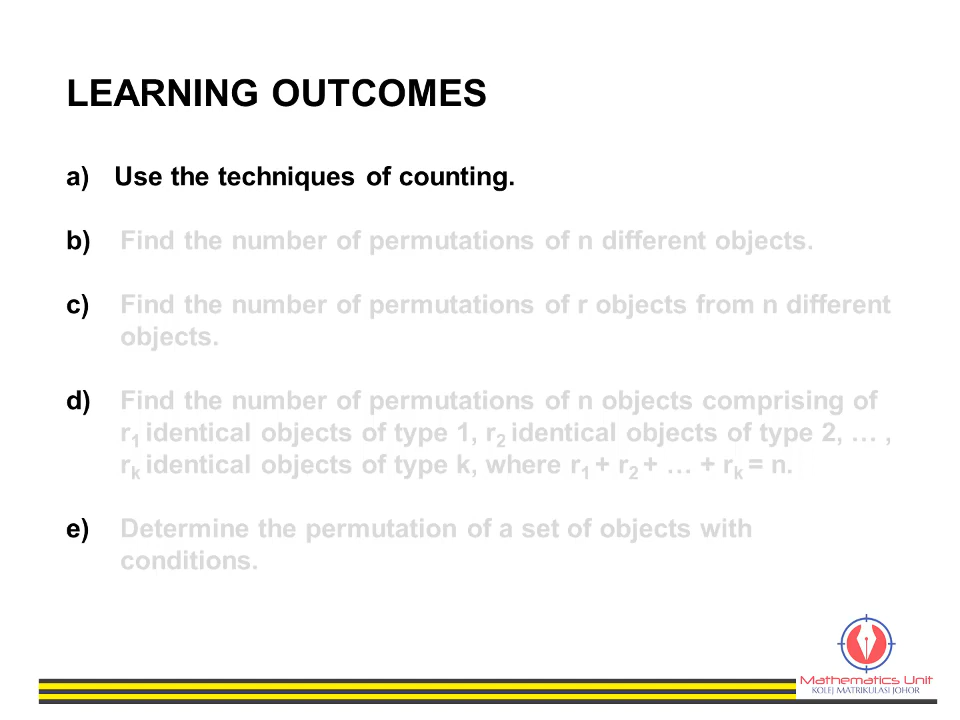 LEARNING OUTCOMES
a) Use the techniques of counting.
b) Find the number of permutations of n different objects.
c) Find the number of permutations of r objects from n different
objects.
d) Find the number of permutations of n objects comprising of
r₁ identical objects of type 1, r₂ identical objects of type 2, … ,
rₖ identical objects of type k, where r₁ + r₂ + … + rₖ = n.
e) Determine the permutation of a set of objects with
conditions.
Mathematics Unit
KOLEJ MATRIKULASI JOHOR